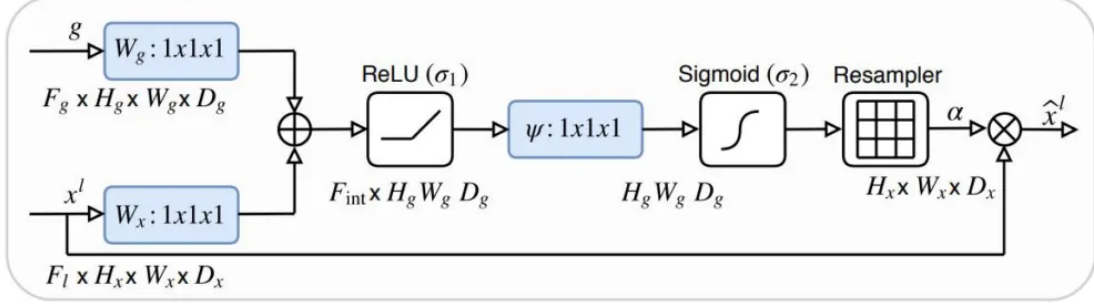 g
W_g : 1x1x1
F_g x H_g x W_g x D_g
ReLU (σ_1)
Sigmoid (σ_2)
Resampler
ψ : 1x1x1
α
x̂^l
F_int x H_g W_g D_g
H_g W_g D_g
H_x x W_x x D_x
x^l
W_x : 1x1x1
F_l x H_x x W_x x D_x